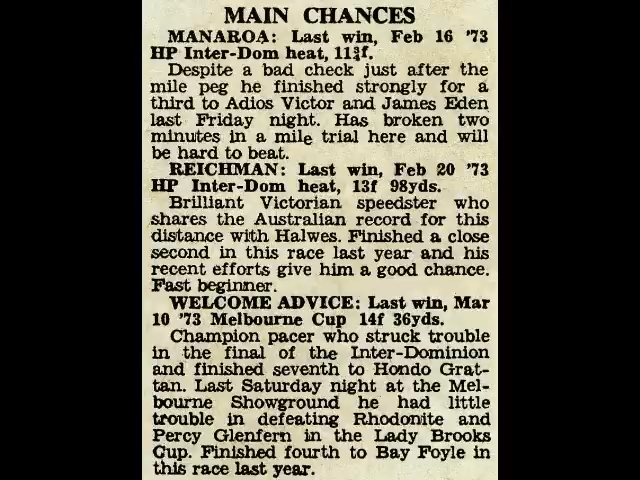 MAIN CHANCES
MANAROA: Last win, Feb 16 '73
HP Inter-Dom heat, 11¾f.
Despite a bad check just after the
mile peg he finished strongly for a
third to Adios Victor and James Eden
last Friday night. Has broken two
minutes in a mile trial here and will
be hard to beat.
REICHMAN: Last win, Feb 20 '73
HP Inter-Dom heat, 13f 98yds.
Brilliant Victorian speedster who
shares the Australian record for this
distance with Halwes. Finished a close
second in this race last year and his
recent efforts give him a good chance.
Fast beginner.
WELCOME ADVICE: Last win, Mar
10 '73 Melbourne Cup 14f 36yds.
Champion pacer who struck trouble
in the final of the Inter-Dominion
and finished seventh to Hondo Grat-
tan. Last Saturday night at the Mel-
bourne Showground he had little
trouble in defeating Rhodonite and
Percy Glenfern in the Lady Brooks
Cup. Finished fourth to Bay Foyle in
this race last year.